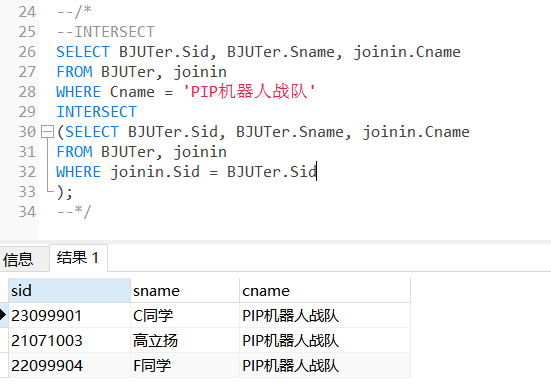 24 --/*
25 --INTERSECT
26 SELECT BJUTer.Sid, BJUTer.Sname, joinin.Cname
27 FROM BJUTer, joinin
28 WHERE Cname = 'PIP机器人战队'
29 INTERSECT
30 (SELECT BJUTer.Sid, BJUTer.Sname, joinin.Cname
31 FROM BJUTer, joinin
32 WHERE joinin.Sid = BJUTer.Sid
33 );
34 --*/
信息 结果 1
sid sname cname
23099901 C同学 PIP机器人战队
21071003 高立扬 PIP机器人战队
22099904 F同学 PIP机器人战队